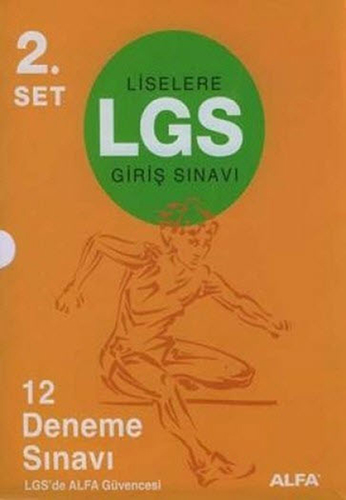 2.
SET
LİSELERE
LGS
GİRİŞ SINAVI
12
Deneme
Sınavı
LGS'de ALFA Güvencesi
ALFA